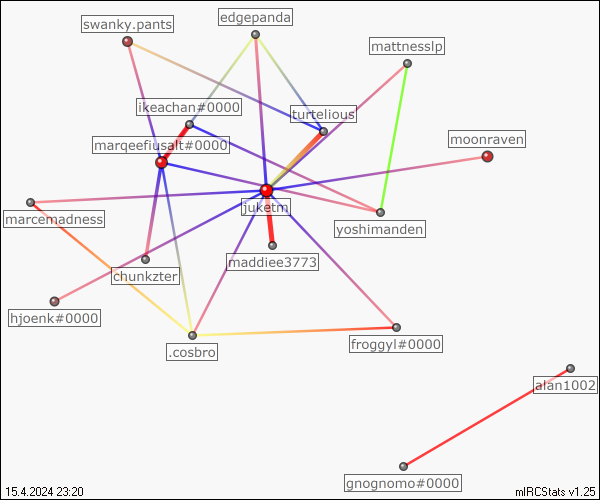 edgepanda
swanky.pants
mattnesslp
ikeachan#0000
turtelious
moonraven
marqeefiusalt#0000
juketm
marcemadness
yoshimanden
maddiee3773
chunkzter
hjoenk#0000
froggyl#0000
.cosbro
alan1002
gnognomo#0000
15.4.2024 23:20
mIRCStats v1.25